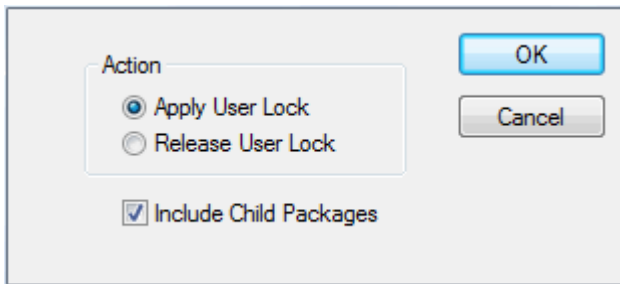 Action
Apply User Lock
Release User Lock
Include Child Packages
OK
Cancel